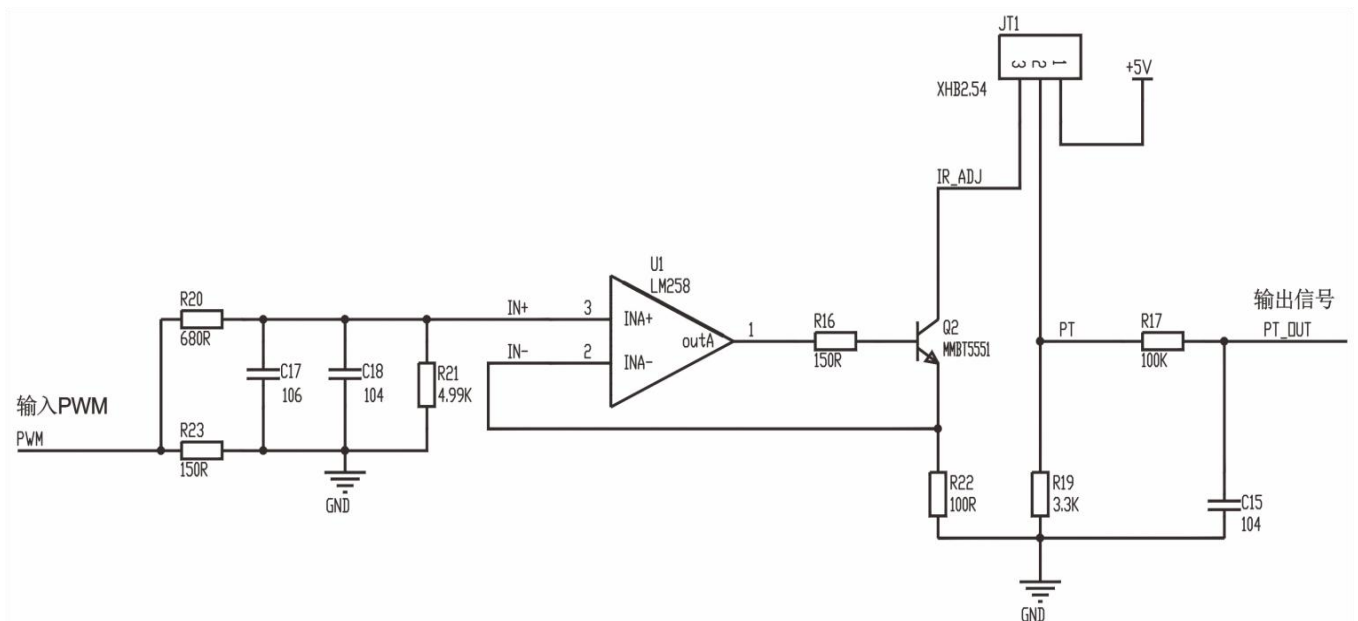 JT1
3 2 1
XHB2.54
+5V
IR_ADJ
U1
LM258
R20
680R
IN+
3
INA+
outA
1
R16
150R
Q2
MMBT5551
PT
R17
100K
输出信号
PT_OUT
IN-
2
INA-
C17
106
C18
104
R21
4.99K
输入PWM
PWM
R23
150R
GND
R22
100R
R19
3.3K
C15
104
GND